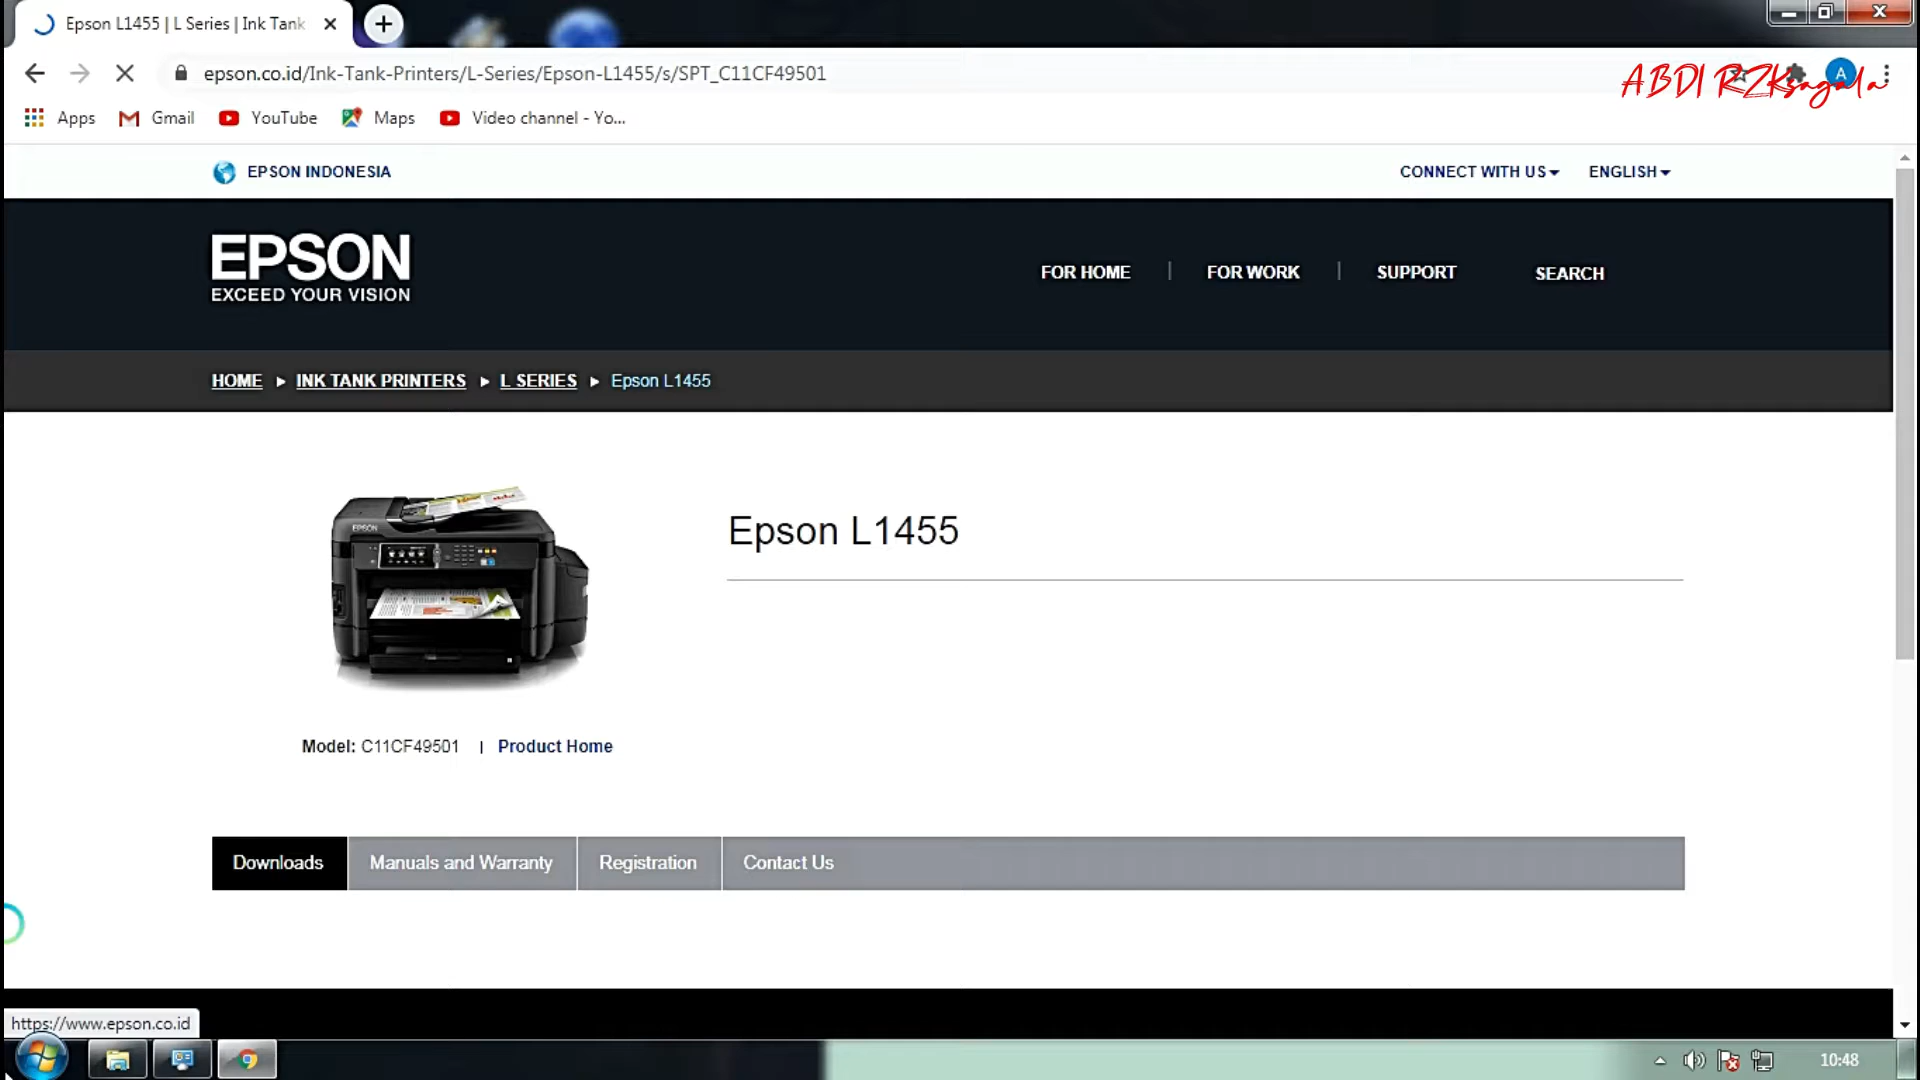 Epson L1455 | L Series | Ink Tank
epson.co.id/Ink-Tank-Printers/L-Series/Epson-L1455/s/SPT_C11CF49501
A
ABDI RZKsagala
Apps Gmail YouTube Maps Video channel - Yo...
EPSON INDONESIA CONNECT WITH US ENGLISH
EPSON
EXCEED YOUR VISION
FOR HOME | FOR WORK | SUPPORT SEARCH
HOME INK TANK PRINTERS L SERIES Epson L1455
EPSON
Epson L1455
Model: C11CF49501 | Product Home
Downloads Manuals and Warranty Registration Contact Us
https://www.epson.co.id
10:48